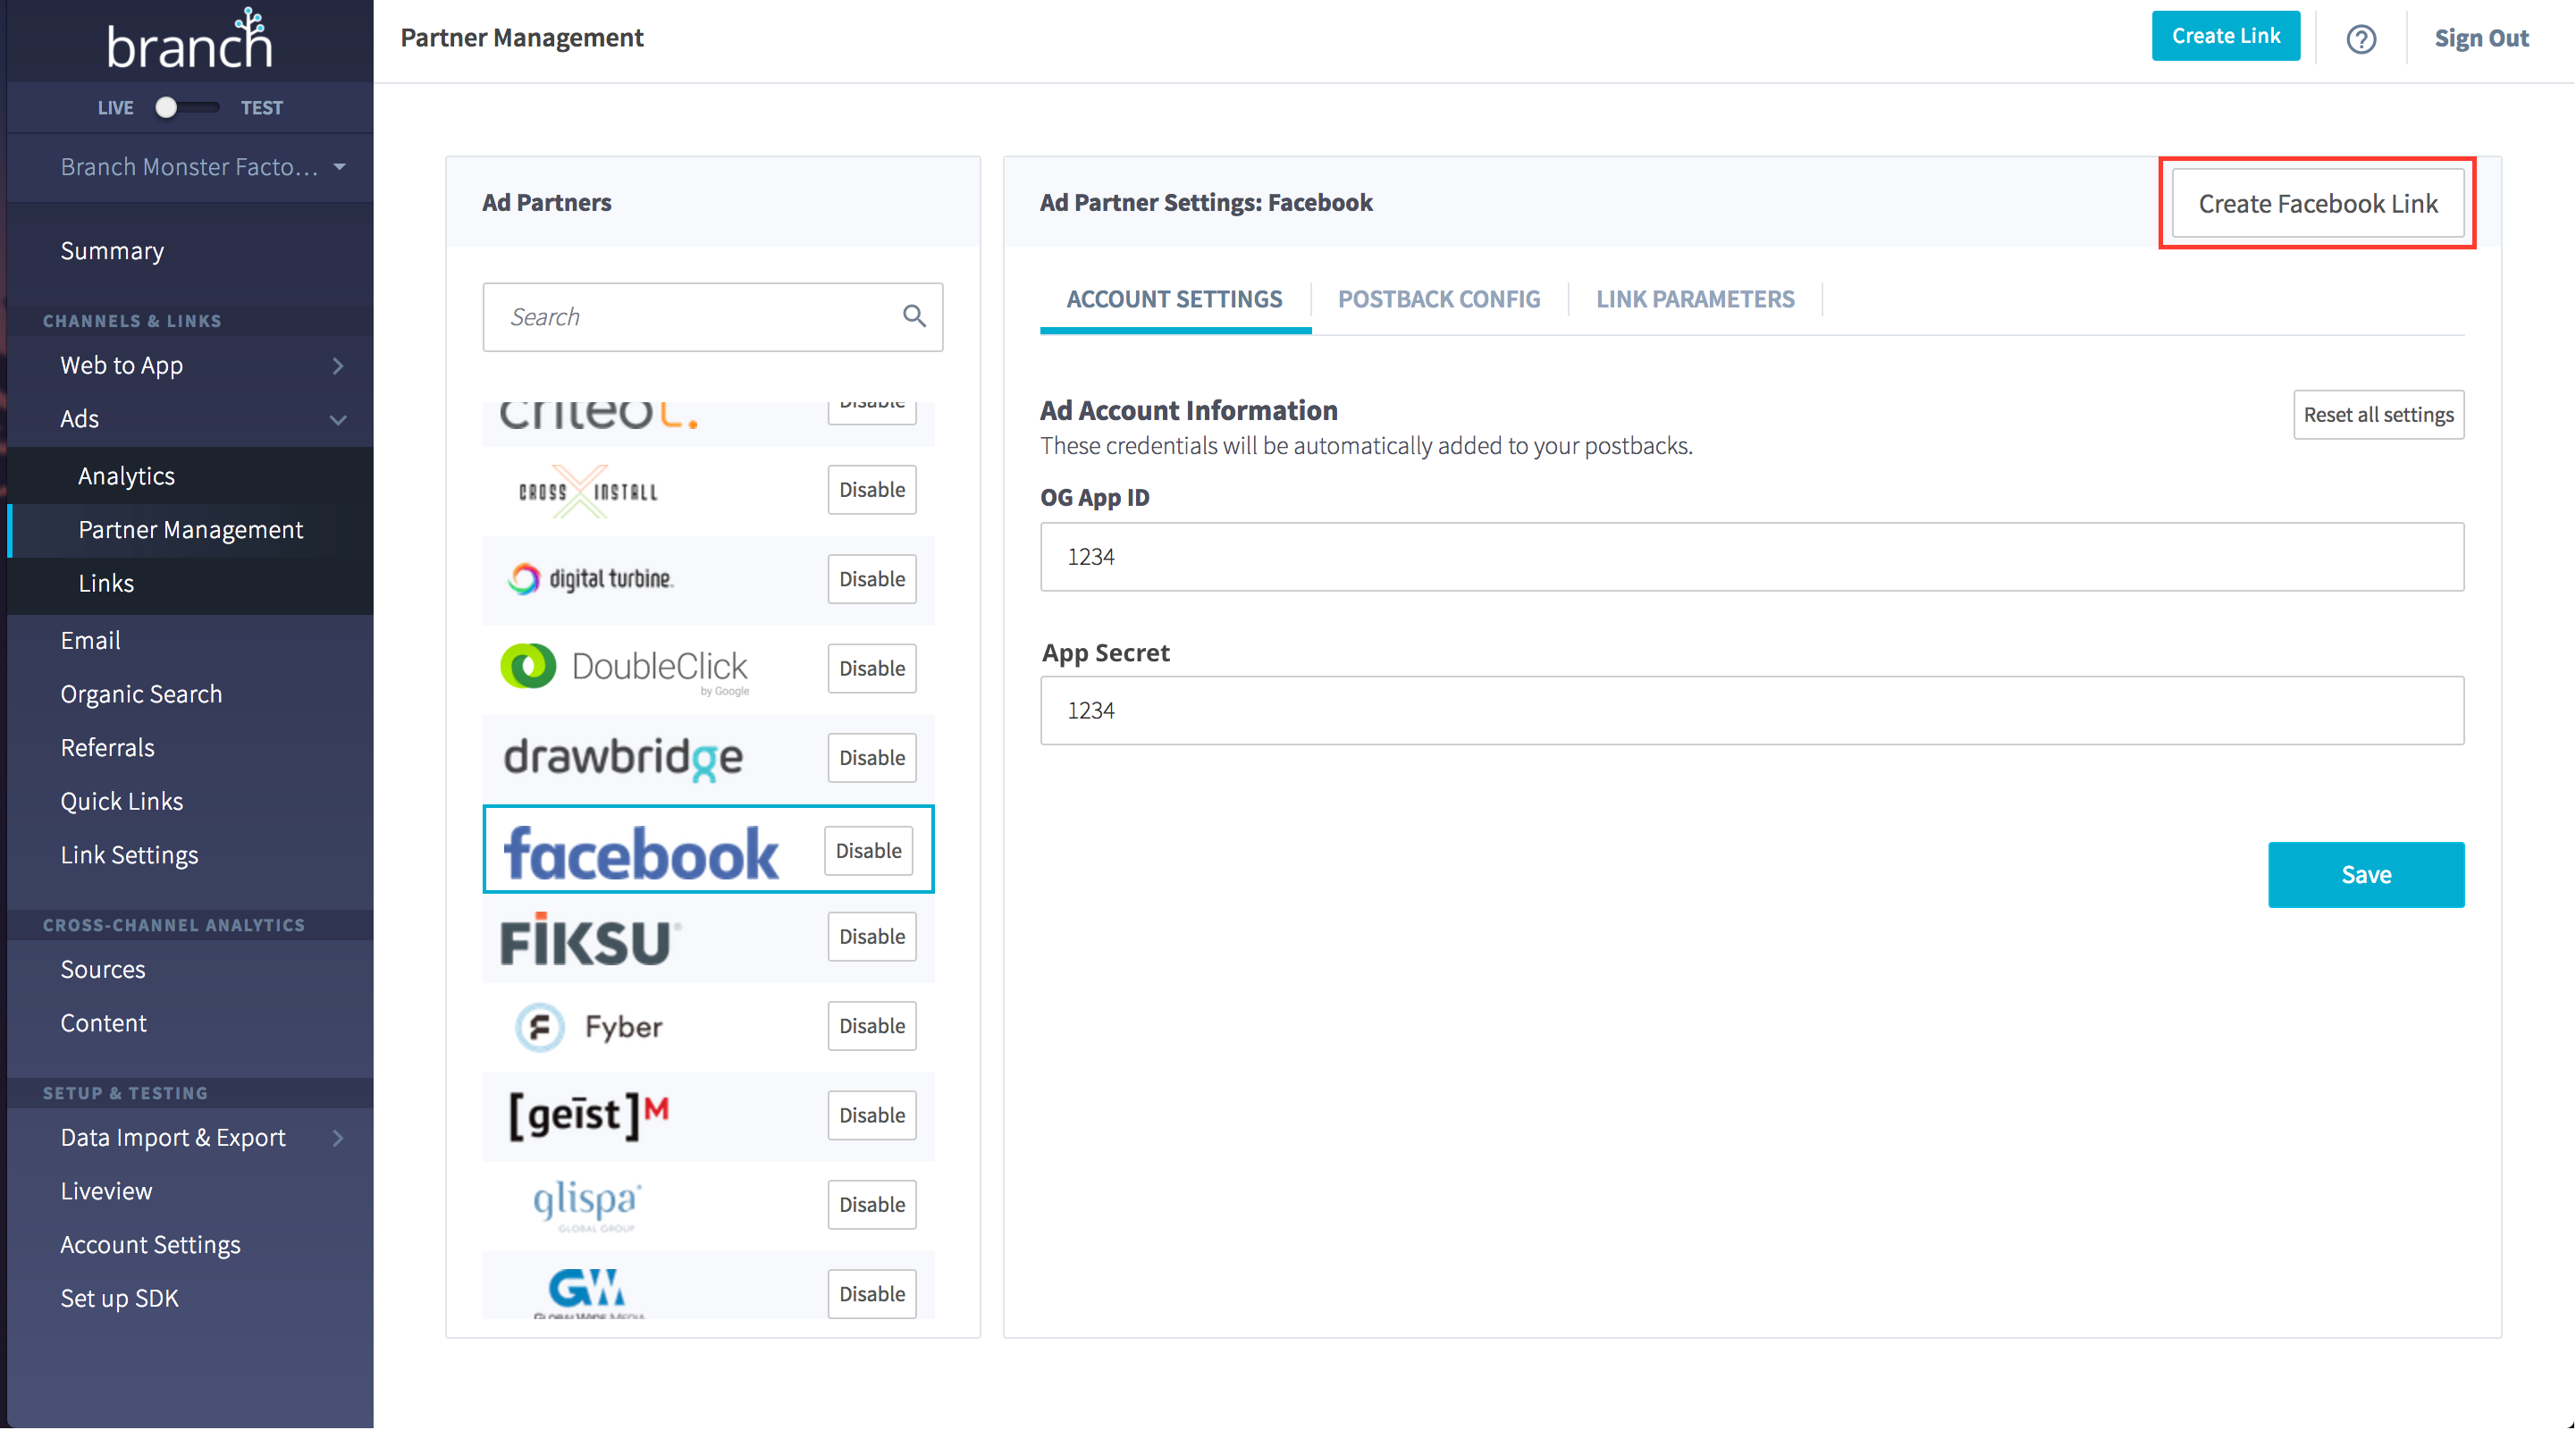 branch
LIVE TEST
Branch Monster Facto...
Summary
CHANNELS & LINKS
Web to App
Ads
Analytics
Partner Management
Links
Email
Organic Search
Referrals
Quick Links
Link Settings
CROSS-CHANNEL ANALYTICS
Sources
Content
SETUP & TESTING
Data Import & Export
Liveview
Account Settings
Set up SDK
Partner Management
Create Link
?
Sign Out
Ad Partners
Search
criteo Disable
CROSS INSTALL Disable
digital turbine Disable
DoubleClick Disable
by Google
drawbridge Disable
facebook Disable
FiKSU Disable
F Fyber Disable
[geist]M Disable
glispa Disable
GLOBAL GROUP
GW Disable
GLOBAL WIDE MEDIA
Ad Partner Settings: Facebook
Create Facebook Link
ACCOUNT SETTINGS
POSTBACK CONFIG
LINK PARAMETERS
Ad Account Information
Reset all settings
These credentials will be automatically added to your postbacks.
OG App ID
1234
App Secret
1234
Save